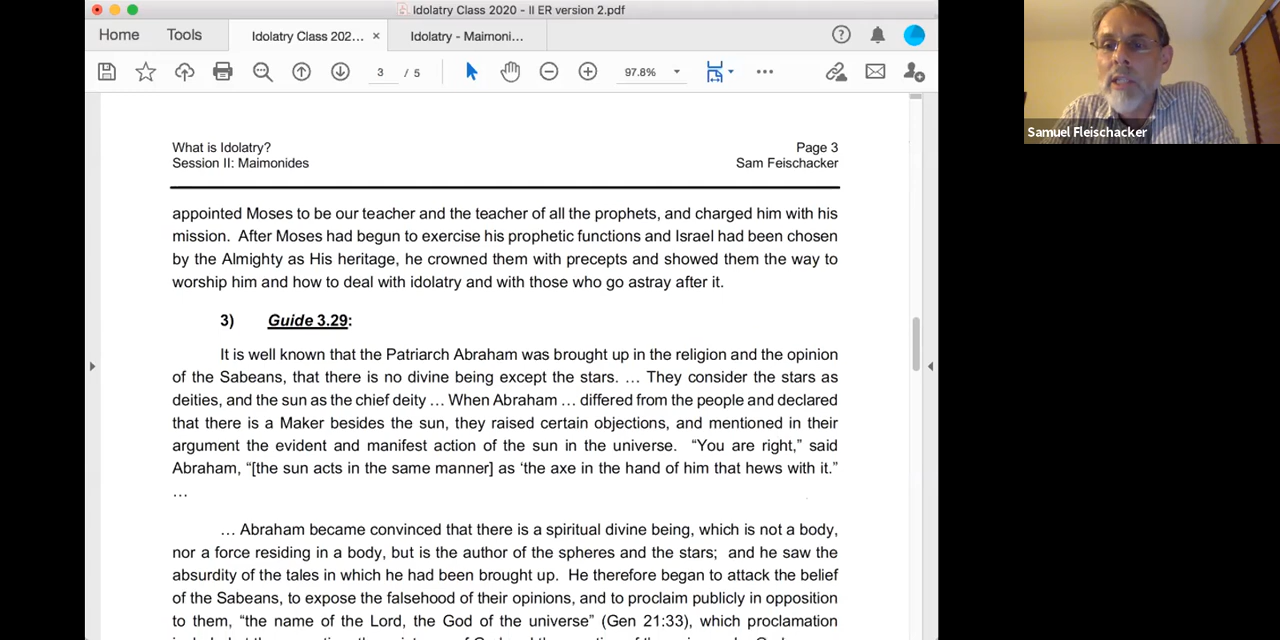 Idolatry Class 2020 - II ER version 2.pdf
Home Tools Idolatry Class 202... × Idolatry - Maimoni...
3 / 5 97.8%
What is Idolatry? Page 3
Session II: Maimonides Sam Feischacker
appointed Moses to be our teacher and the teacher of all the prophets, and charged him with his
mission. After Moses had begun to exercise his prophetic functions and Israel had been chosen
by the Almighty as His heritage, he crowned them with precepts and showed them the way to
worship him and how to deal with idolatry and with those who go astray after it.
3) Guide 3.29:
It is well known that the Patriarch Abraham was brought up in the religion and the opinion
of the Sabeans, that there is no divine being except the stars. … They consider the stars as
deities, and the sun as the chief deity … When Abraham … differed from the people and declared
that there is a Maker besides the sun, they raised certain objections, and mentioned in their
argument the evident and manifest action of the sun in the universe. “You are right,” said
Abraham, “[the sun acts in the same manner] as ‘the axe in the hand of him that hews with it.”
…
… Abraham became convinced that there is a spiritual divine being, which is not a body,
nor a force residing in a body, but is the author of the spheres and the stars; and he saw the
absurdity of the tales in which he had been brought up. He therefore began to attack the belief
of the Sabeans, to expose the falsehood of their opinions, and to proclaim publicly in opposition
to them, “the name of the Lord, the God of the universe” (Gen 21:33), which proclamation
Samuel Fleischacker